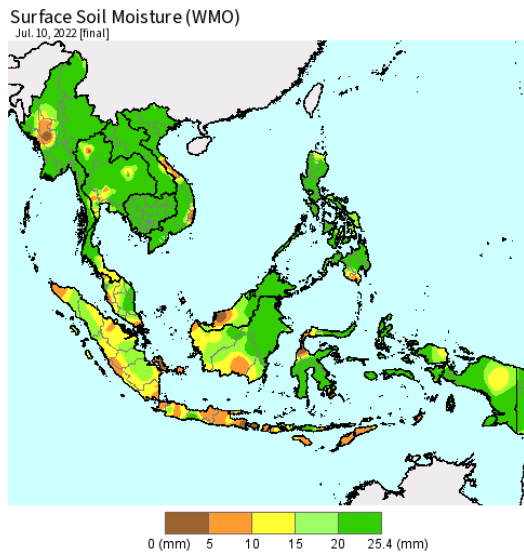 Surface Soil Moisture (WMO)
Jul. 10, 2022 [final]
0 (mm) 5 10 15 20 25.4 (mm)